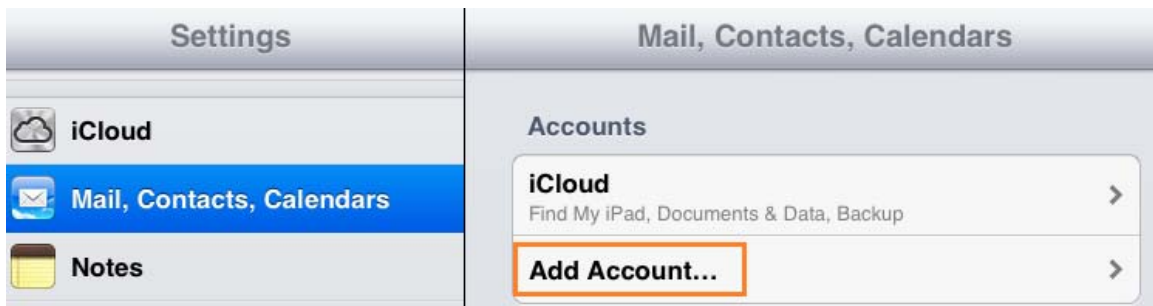 Settings
iCloud
Mail, Contacts, Calendars
Notes
Mail, Contacts, Calendars
Accounts
iCloud
Find My iPad, Documents & Data, Backup
Add Account...